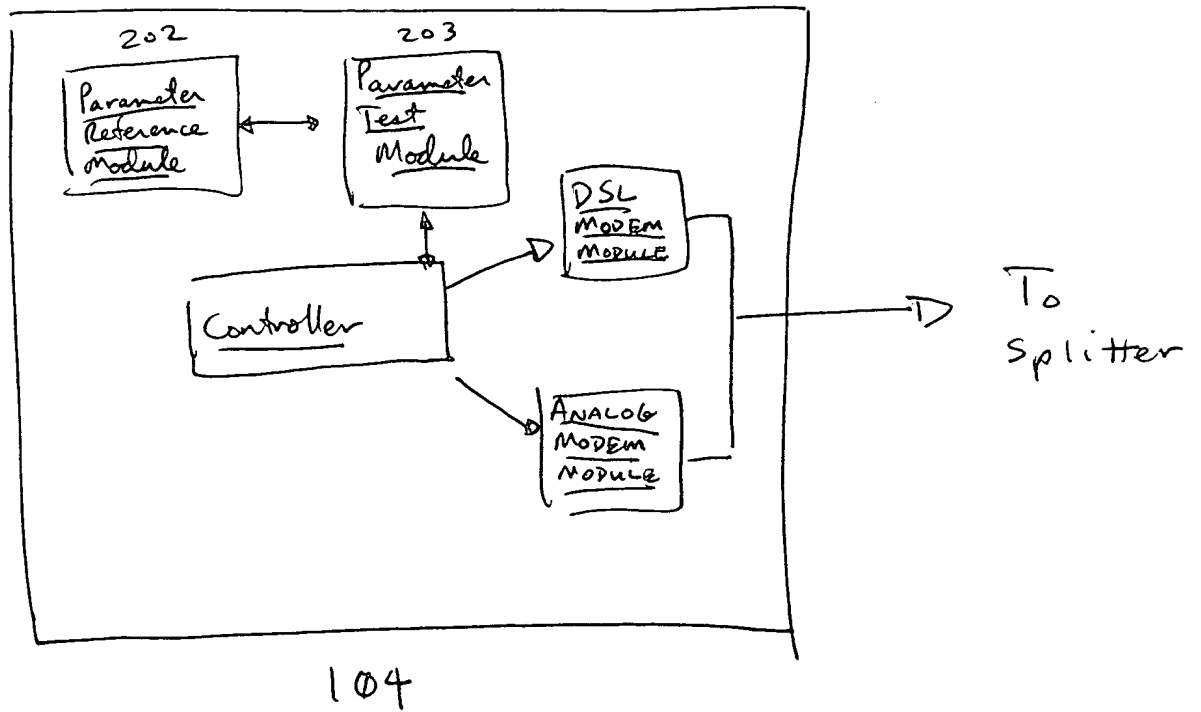 202
Parameter
Reference
Module
203
Parameter
Test
Module
DSL
MODEM
MODULE
Controller
To
Splitter
ANALOG
MODEM
MODULE
104